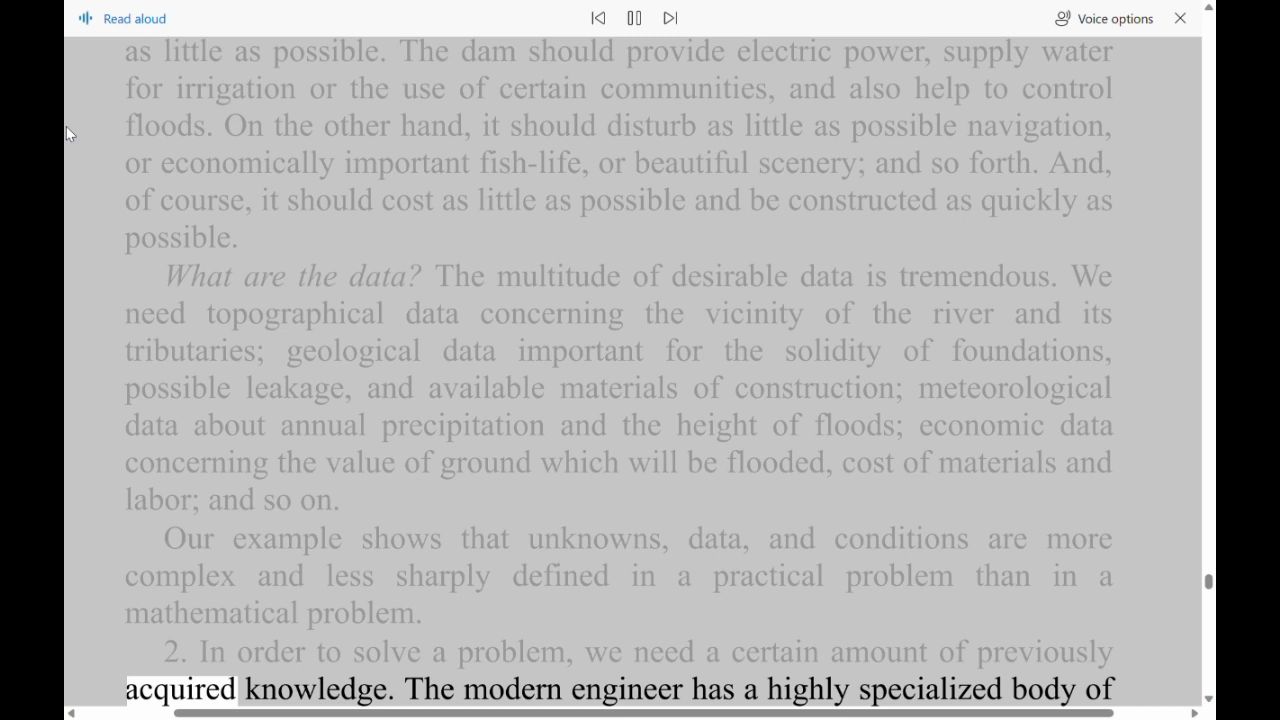 Read aloud
Voice options
as little as possible. The dam should provide electric power, supply water
for irrigation or the use of certain communities, and also help to control
floods. On the other hand, it should disturb as little as possible navigation,
or economically important fish-life, or beautiful scenery; and so forth. And,
of course, it should cost as little as possible and be constructed as quickly as
possible.
What are the data? The multitude of desirable data is tremendous. We
need topographical data concerning the vicinity of the river and its
tributaries; geological data important for the solidity of foundations,
possible leakage, and available materials of construction; meteorological
data about annual precipitation and the height of floods; economic data
concerning the value of ground which will be flooded, cost of materials and
labor; and so on.
Our example shows that unknowns, data, and conditions are more
complex and less sharply defined in a practical problem than in a
mathematical problem.
2. In order to solve a problem, we need a certain amount of previously
acquired knowledge. The modern engineer has a highly specialized body of